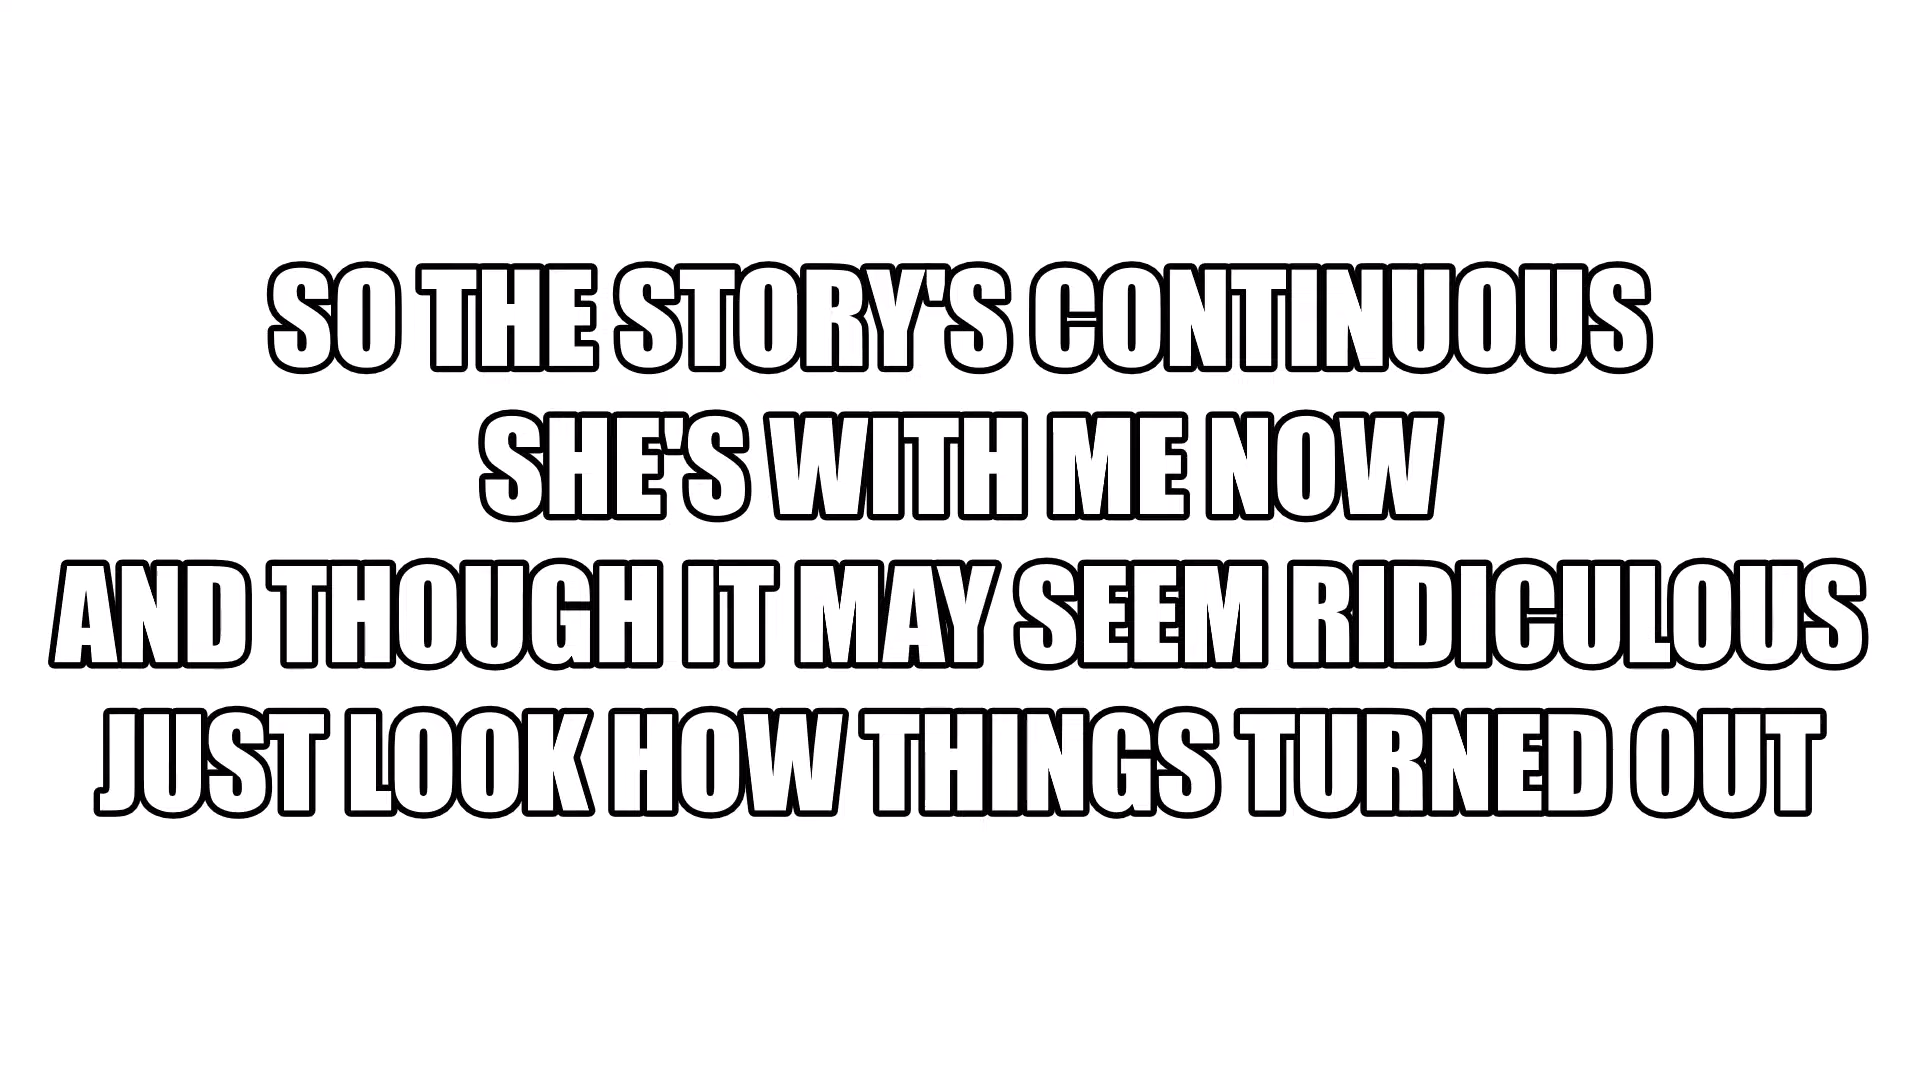 SO THE STORY'S CONTINUOUS
SHE'S WITH ME NOW
AND THOUGH IT MAY SEEM RIDICULOUS
JUST LOOK HOW THINGS TURNED OUT